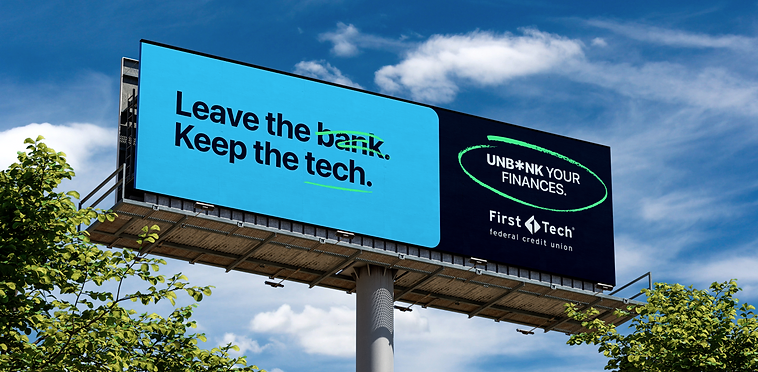 Leave the bank.
Keep the tech.
UNB*NK YOUR
FINANCES.
First Tech®
federal credit union